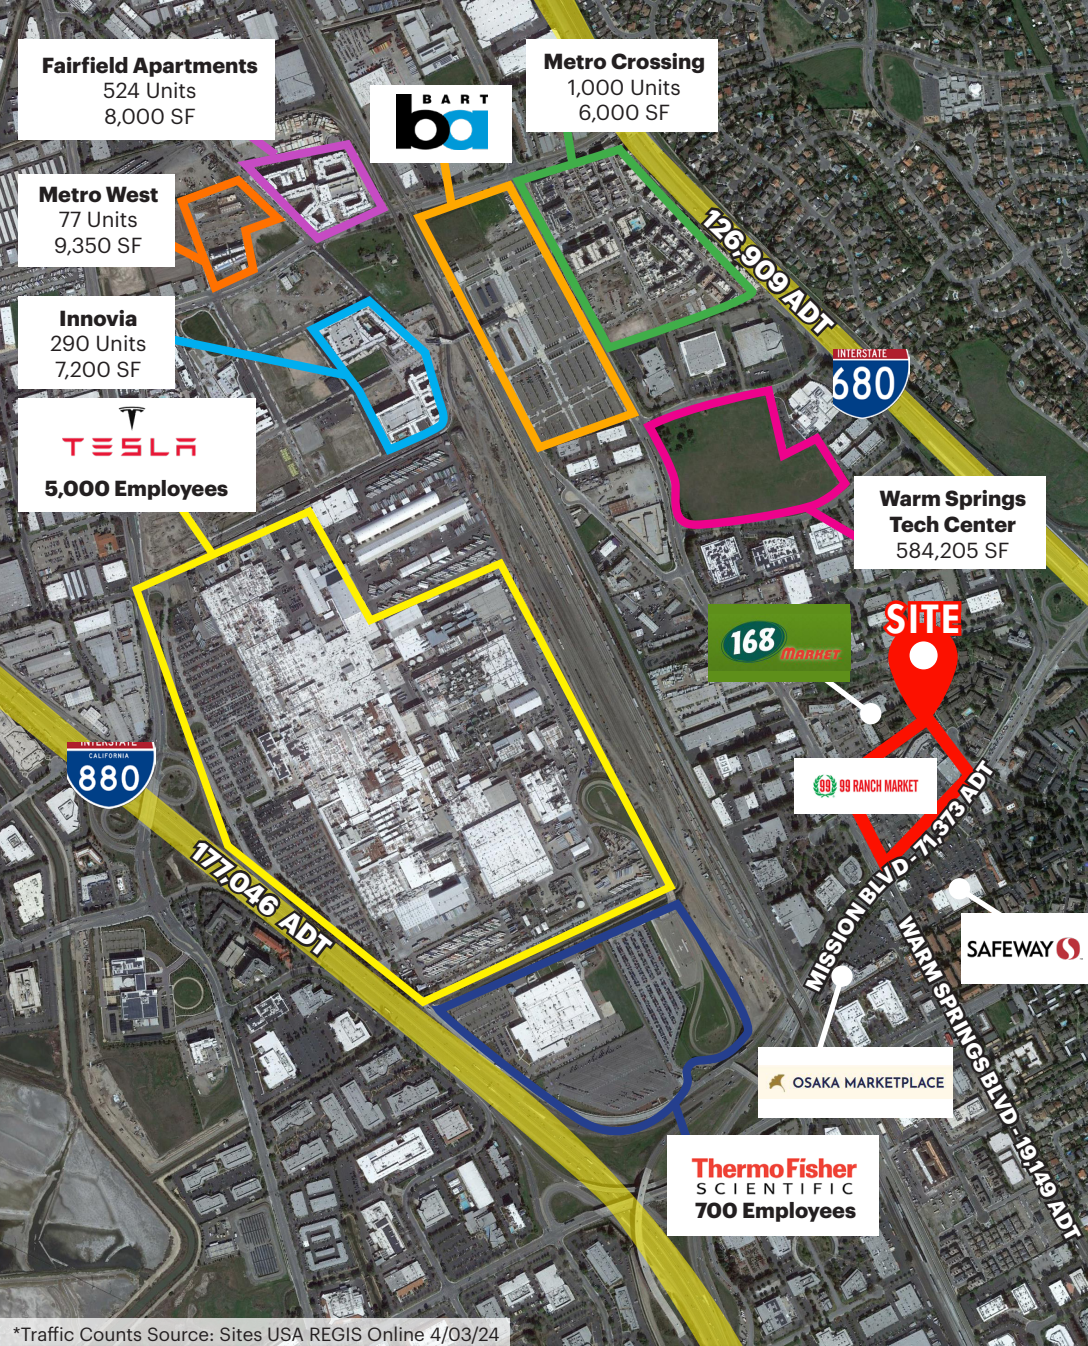 Fairfield Apartments
524 Units
8,000 SF
BART
ba
Metro Crossing
1,000 Units
6,000 SF
Metro West
77 Units
9,350 SF
126,909 ADT
Innovia
290 Units
7,200 SF
INTERSTATE
680
TESLA
5,000 Employees
Warm Springs
Tech Center
584,205 SF
168
MARKET
SITE
INTERSTATE
CALIFORNIA
880
99
99 RANCH MARKET
177,046 ADT
MISSION BLVD - 71,373 ADT
SAFEWAY
WARM SPRINGS BLVD - 19,149 ADT
OSAKA MARKETPLACE
ThermoFisher
SCIENTIFIC
700 Employees
*Traffic Counts Source: Sites USA REGIS Online 4/03/24